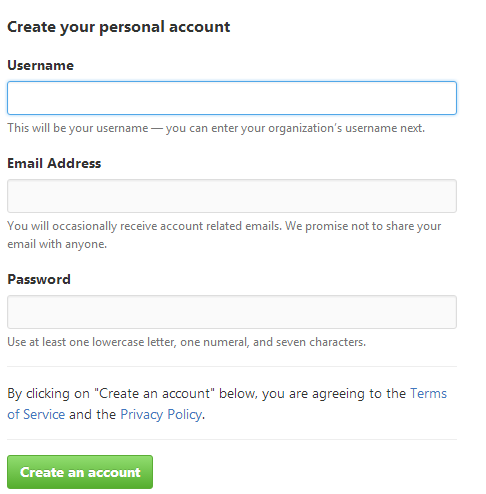 Create your personal account
Username
This will be your username — you can enter your organization's username next.
Email Address
You will occasionally receive account related emails. We promise not to share your
email with anyone.
Password
Use at least one lowercase letter, one numeral, and seven characters.
By clicking on "Create an account" below, you are agreeing to the Terms
of Service and the Privacy Policy.
Create an account